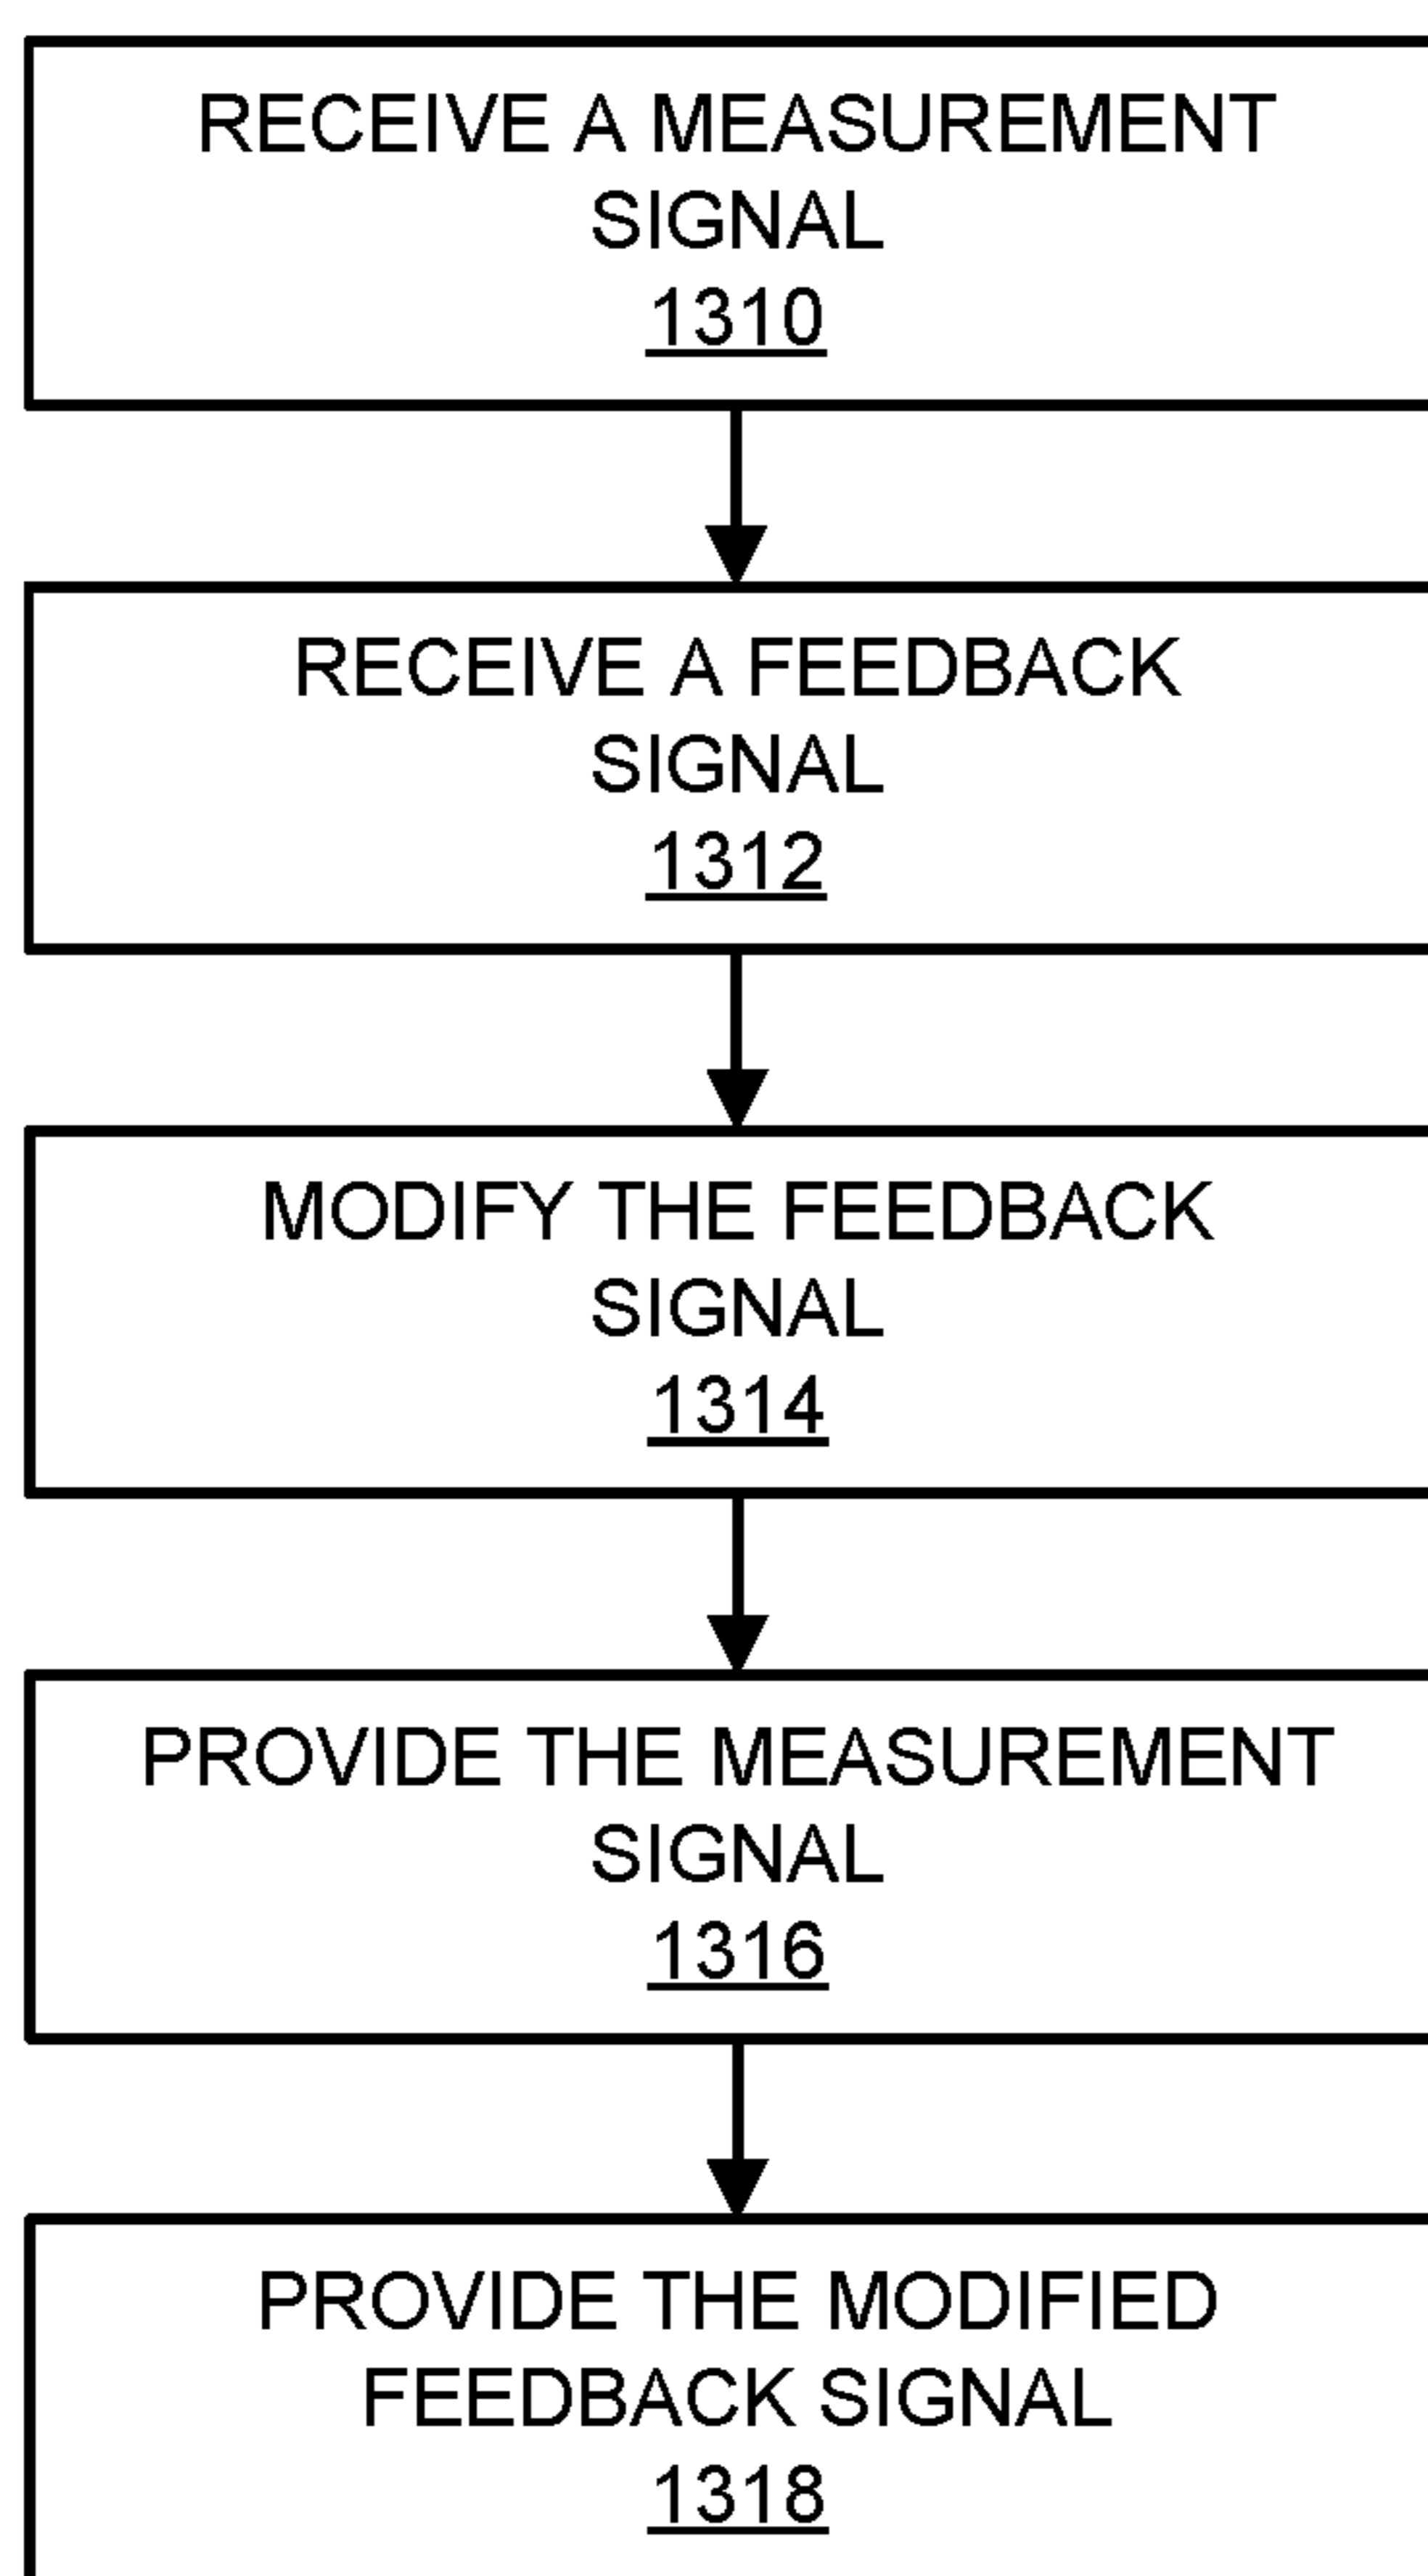 RECEIVE A MEASUREMENT
SIGNAL
1310
RECEIVE A FEEDBACK
SIGNAL
1312
MODIFY THE FEEDBACK
SIGNAL
1314
PROVIDE THE MEASUREMENT
SIGNAL
1316
PROVIDE THE MODIFIED
FEEDBACK SIGNAL
1318